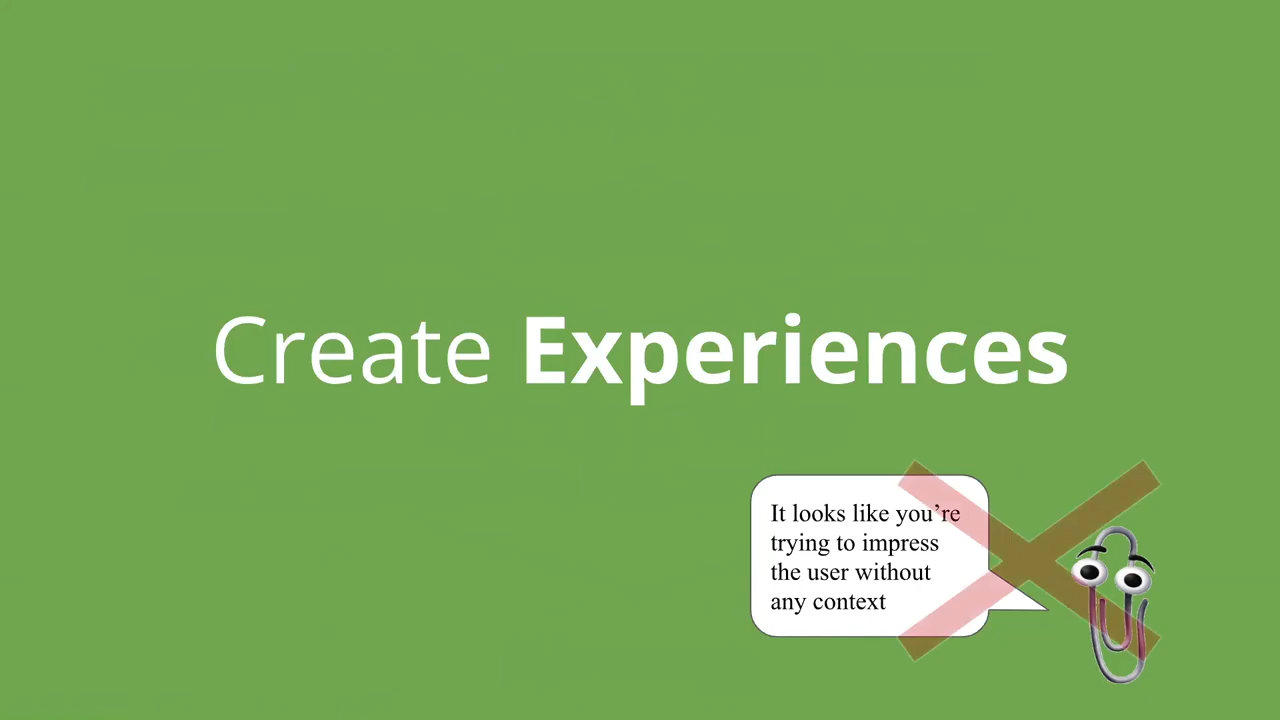 Create Experiences
It looks like you’re
trying to impress
the user without
any context